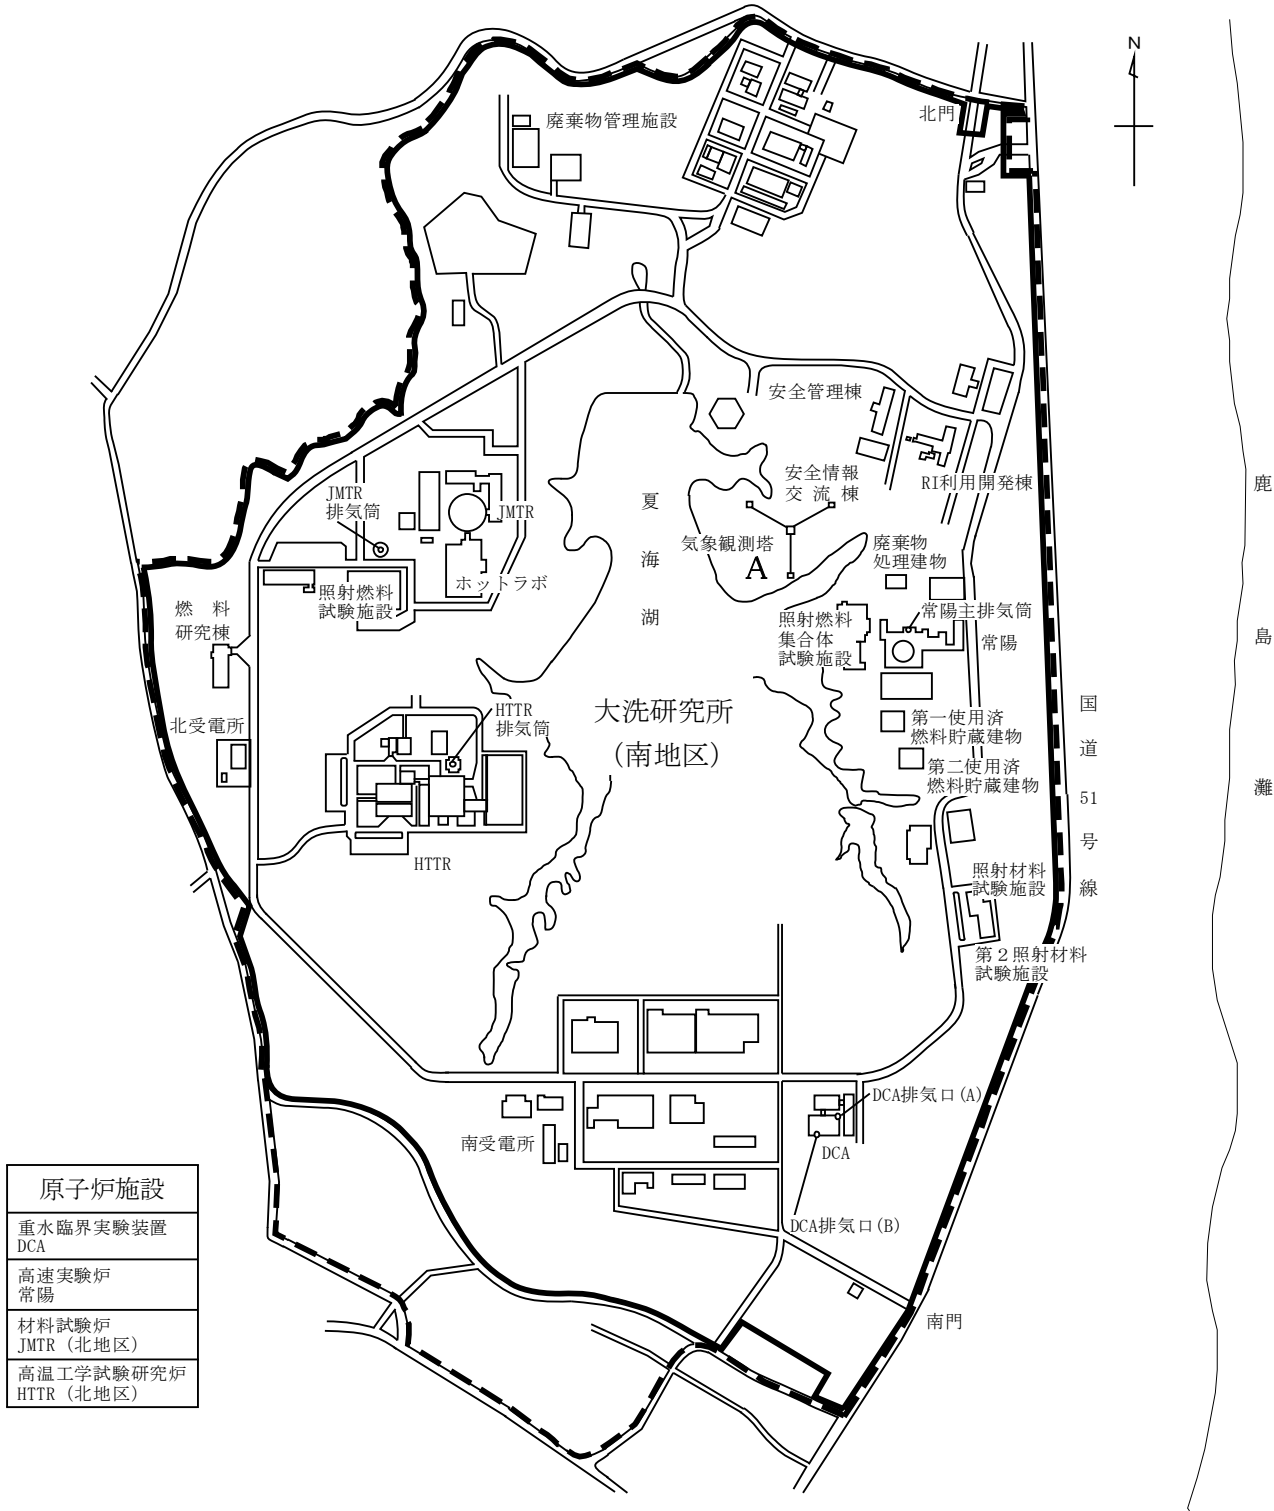 N
北門
廃棄物管理施設
安全管理棟
RI利用開発棟
鹿
島
灘
安全情報
交流棟
JMTR
排気筒
JMTR
夏
海
湖
気象観測塔
A
廃棄物
処理建物
ホットラボ
照射燃料
試験施設
燃料
研究棟
照射燃料
集合体
試験施設
常陽主排気筒
常陽
北受電所
HTTR
排気筒
大洗研究所
(南地区)
国
道
51
号
線
第一使用済
燃料貯蔵建物
第二使用済
燃料貯蔵建物
HTTR
照射材料
試験施設
第2照射材料
試験施設
DCA排気口(A)
南受電所
DCA
DCA排気口(B)
南門
原子炉施設
重水臨界実験装置
DCA
高速実験炉
常陽
材料試験炉
JMTR (北地区)
高温工学試験研究炉
HTTR (北地区)